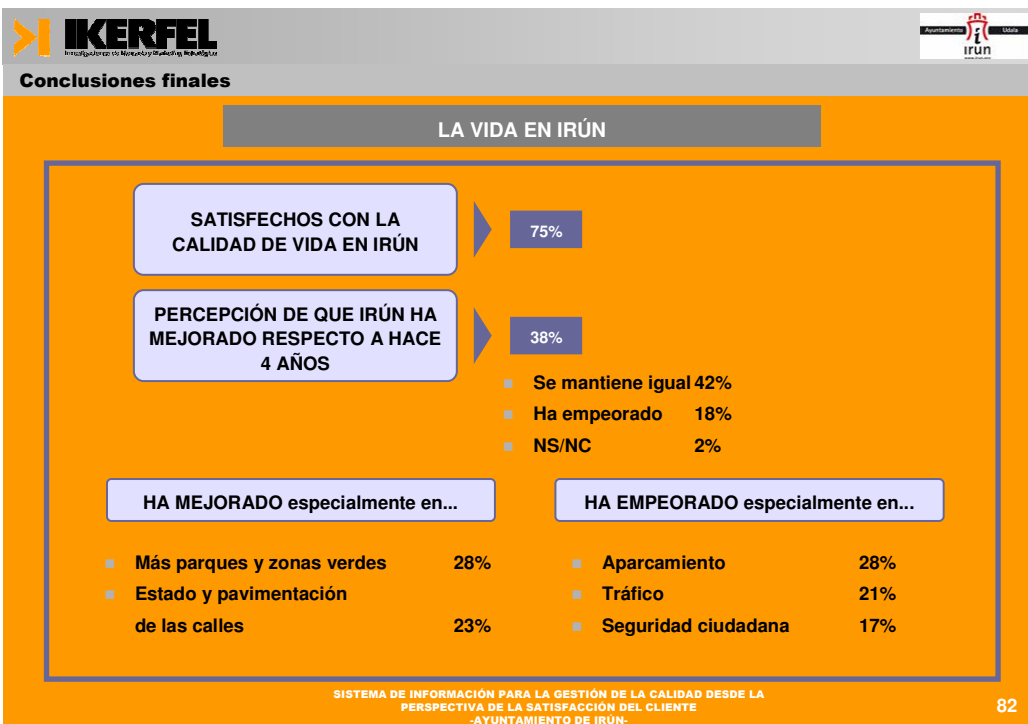 IKERFEL
Ayuntamiento
Udala
irun
Conclusiones finales
LA VIDA EN IRÚN
SATISFECHOS CON LA
CALIDAD DE VIDA EN IRÚN
75%
PERCEPCIÓN DE QUE IRÚN HA
MEJORADO RESPECTO A HACE
4 AÑOS
38%
Se mantiene igual 42%
Ha empeorado 18%
NS/NC 2%
HA MEJORADO especialmente en...
Más parques y zonas verdes 28%
Estado y pavimentación
de las calles 23%
HA EMPEORADO especialmente en...
Aparcamiento 28%
Tráfico 21%
Seguridad ciudadana 17%
SISTEMA DE INFORMACIÓN PARA LA GESTIÓN DE LA CALIDAD DESDE LA
PERSPECTIVA DE LA SATISFACCIÓN DEL CLIENTE
-AYUNTAMIENTO DE IRÚN-
82